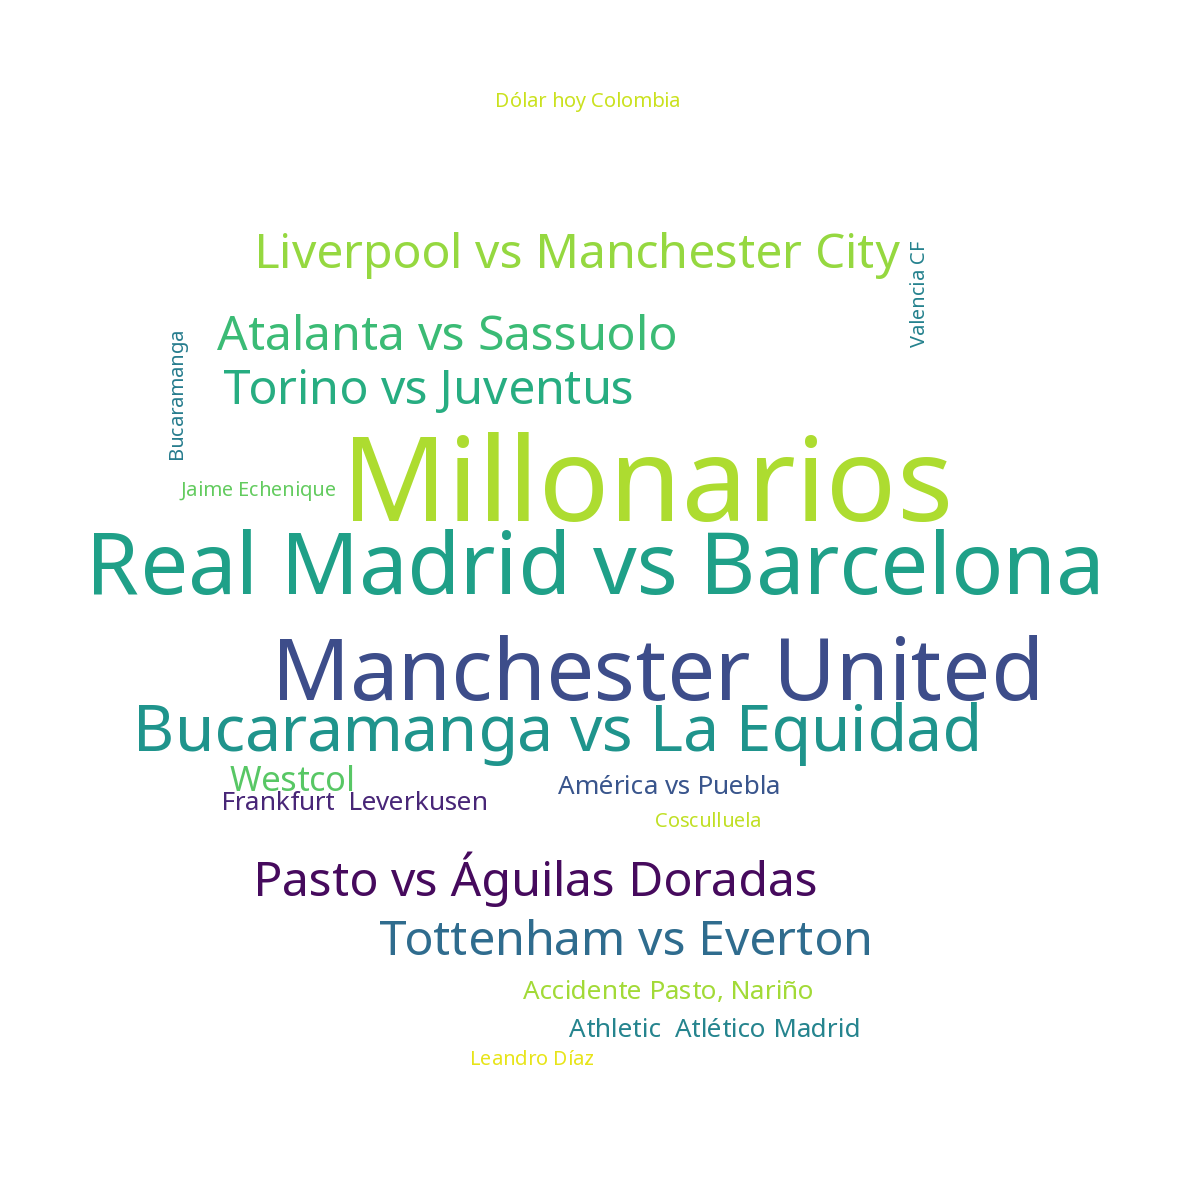 Dólar hoy Colombia
Liverpool vs Manchester City
Valencia CF
Atalanta vs Sassuolo
Bucaramanga
Torino vs Juventus
Millonarios
Jaime Echenique
Real Madrid vs Barcelona
Manchester United
Bucaramanga vs La Equidad
Westcol
América vs Puebla
Frankfurt Leverkusen
Cosculluela
Pasto vs Águilas Doradas
Tottenham vs Everton
Accidente Pasto, Nariño
Athletic Atlético Madrid
Leandro Díaz